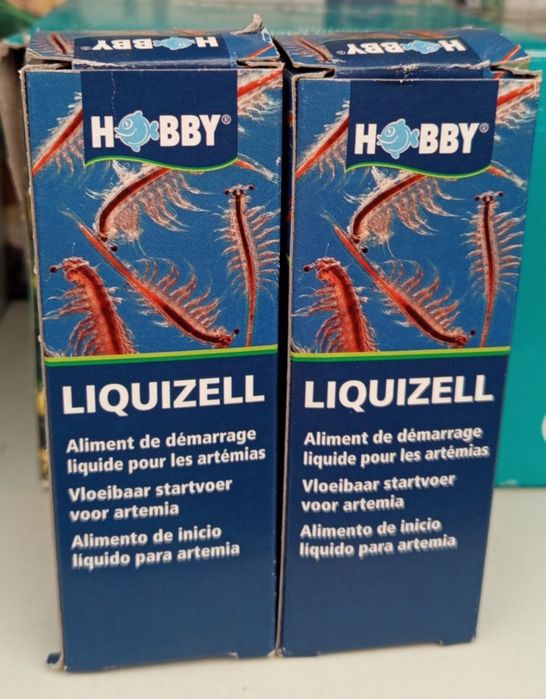 HOBBY
HOBBY®
LIQUIZELL
Aliment de démarrage
liquide pour les artémias
Vloeibaar startvoer
voor artemia
Alimento de inicio
líquido para artemia
HOBBY
HOBBY®
LIQUIZELL
Aliment de démarrage
liquide pour les artémias
Vloeibaar startvoer
voor artemia
Alimento de inicio
líquido para artemia